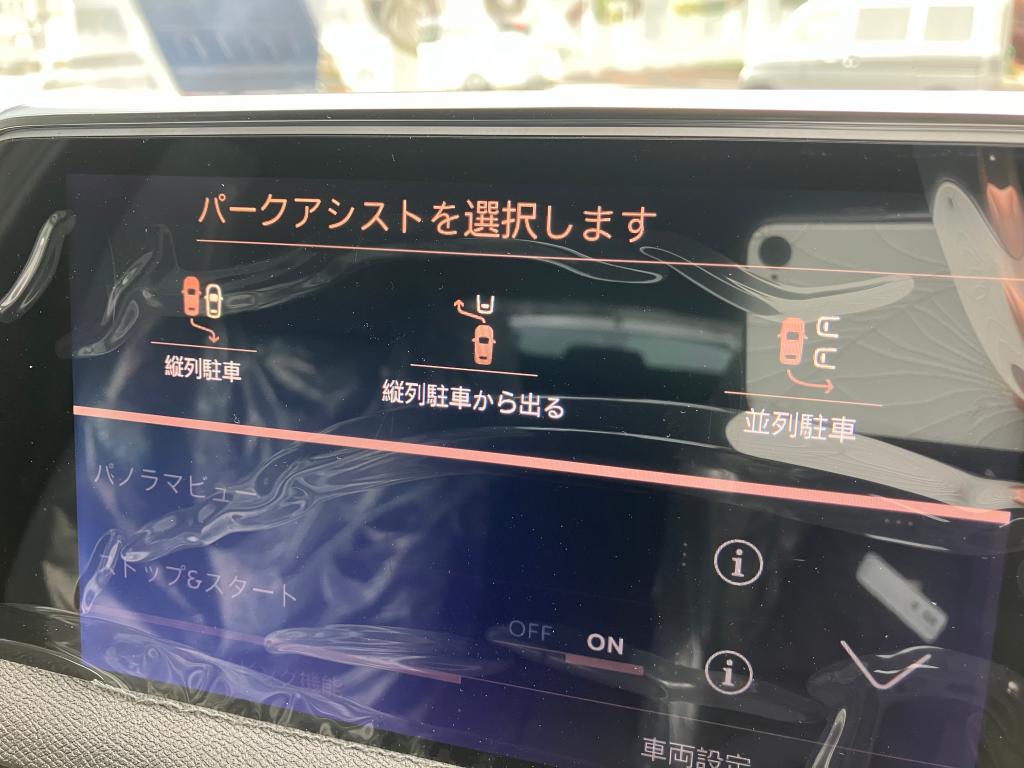 パークアシストを選択します
縦列駐車
縦列駐車から出る
並列駐車
パノラマビュー
ストップ&スタート
OFF ON
車両設定